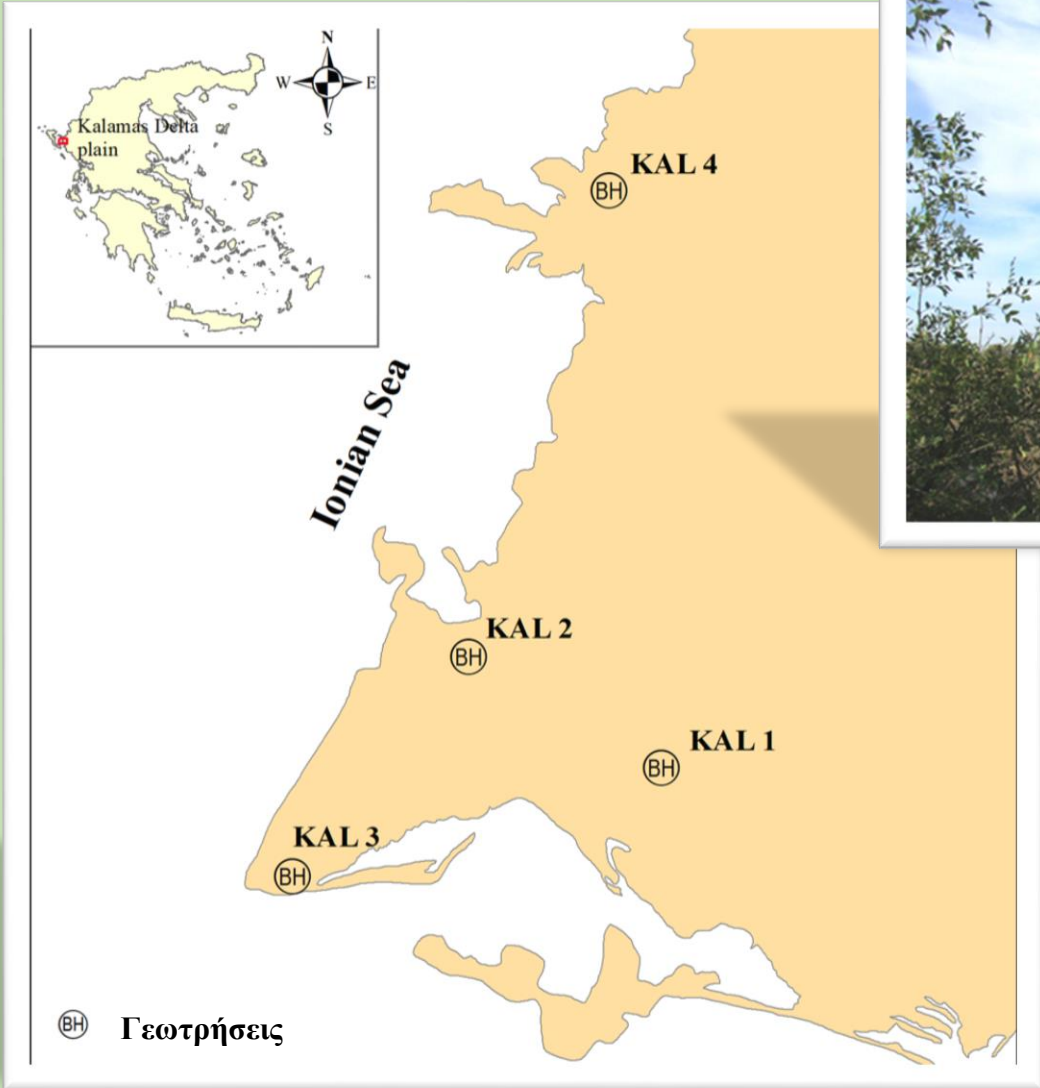 N
W E
S
Kalamas Delta
plain
KAL 4
BH
Ionian Sea
KAL 2
BH
KAL 1
BH
KAL 3
BH
BH Γεωτρήσεις